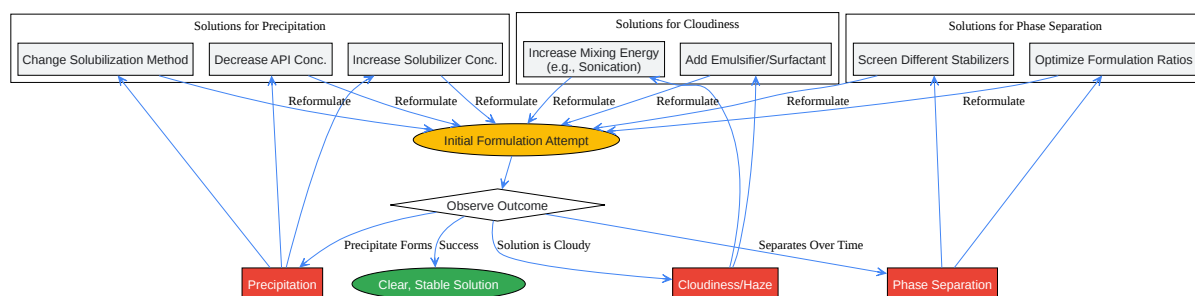 Solutions for Precipitation
Solutions for Cloudiness
Solutions for Phase Separation
Change Solubilization Method
Decrease API Conc.
Increase Solubilizer Conc.
Increase Mixing Energy
(e.g., Sonication)
Add Emulsifier/Surfactant
Screen Different Stabilizers
Optimize Formulation Ratios
Reformulate
Reformulate
Reformulate
Reformulate
Reformulate
Reformulate
Reformulate
Initial Formulation Attempt
Observe Outcome
Precipitate Forms
Success
Solution is Cloudy
Separates Over Time
Precipitation
Clear, Stable Solution
Cloudiness/Haze
Phase Separation